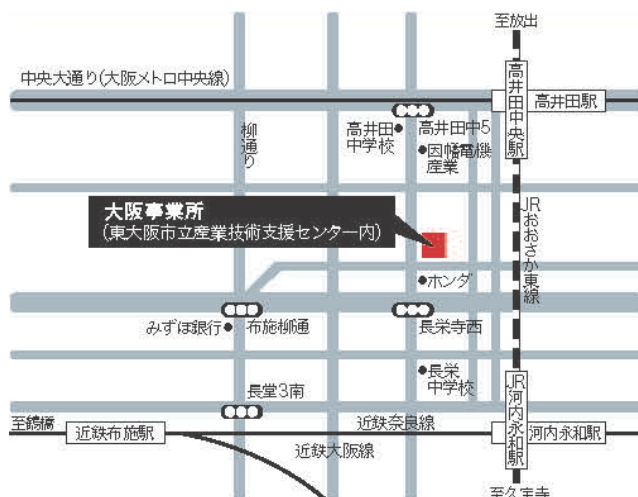 至放出
中央大通り(大阪メトロ中央線)
高井田中央駅
高井田駅
柳通り
高井田
中学校
高井田中5
因幡電機
産業
大阪事業所
(東大阪市立産業技術支援センター内)
JRおおさか東線
ホンダ
みずほ銀行
布施柳通
長栄寺西
長栄
中学校
長堂3南
JR河内永和駅
至鶴橋
近鉄布施駅
近鉄奈良線
河内永和駅
近鉄大阪線
至久宝寺